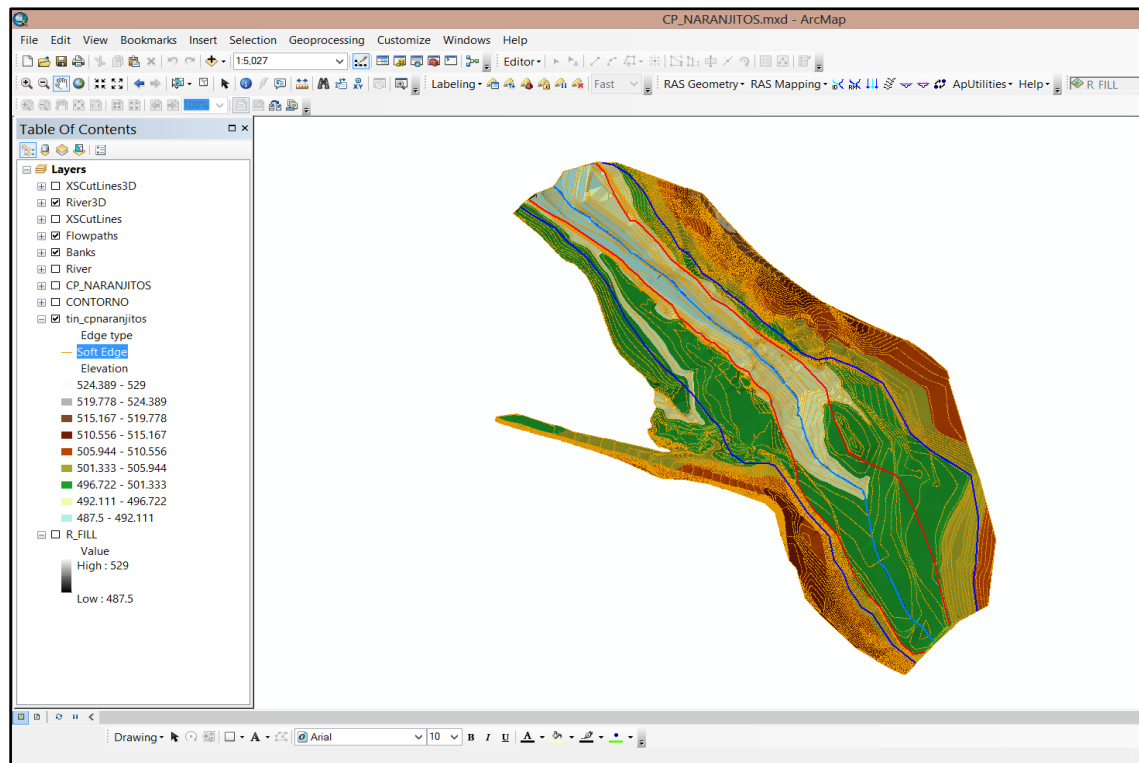 CP_NARANJITOS.mxd - ArcMap
File Edit View Bookmarks Insert Selection Geoprocessing Customize Windows Help
1:5,027 Editor
Labeling Fast RAS Geometry RAS Mapping ApUtilities Help R FILL
100%
Table Of Contents
Layers
XSCutLines3D
River3D
XSCutLines
Flowpaths
Banks
River
CP_NARANJITOS
CONTORNO
tin_cpnaranjitos
Edge type
Soft Edge
Elevation
524.389 - 529
519.778 - 524.389
515.167 - 519.778
510.556 - 515.167
505.944 - 510.556
501.333 - 505.944
496.722 - 501.333
492.111 - 496.722
487.5 - 492.111
R_FILL
Value
High : 529
Low : 487.5
Drawing A Arial 10 B I U A